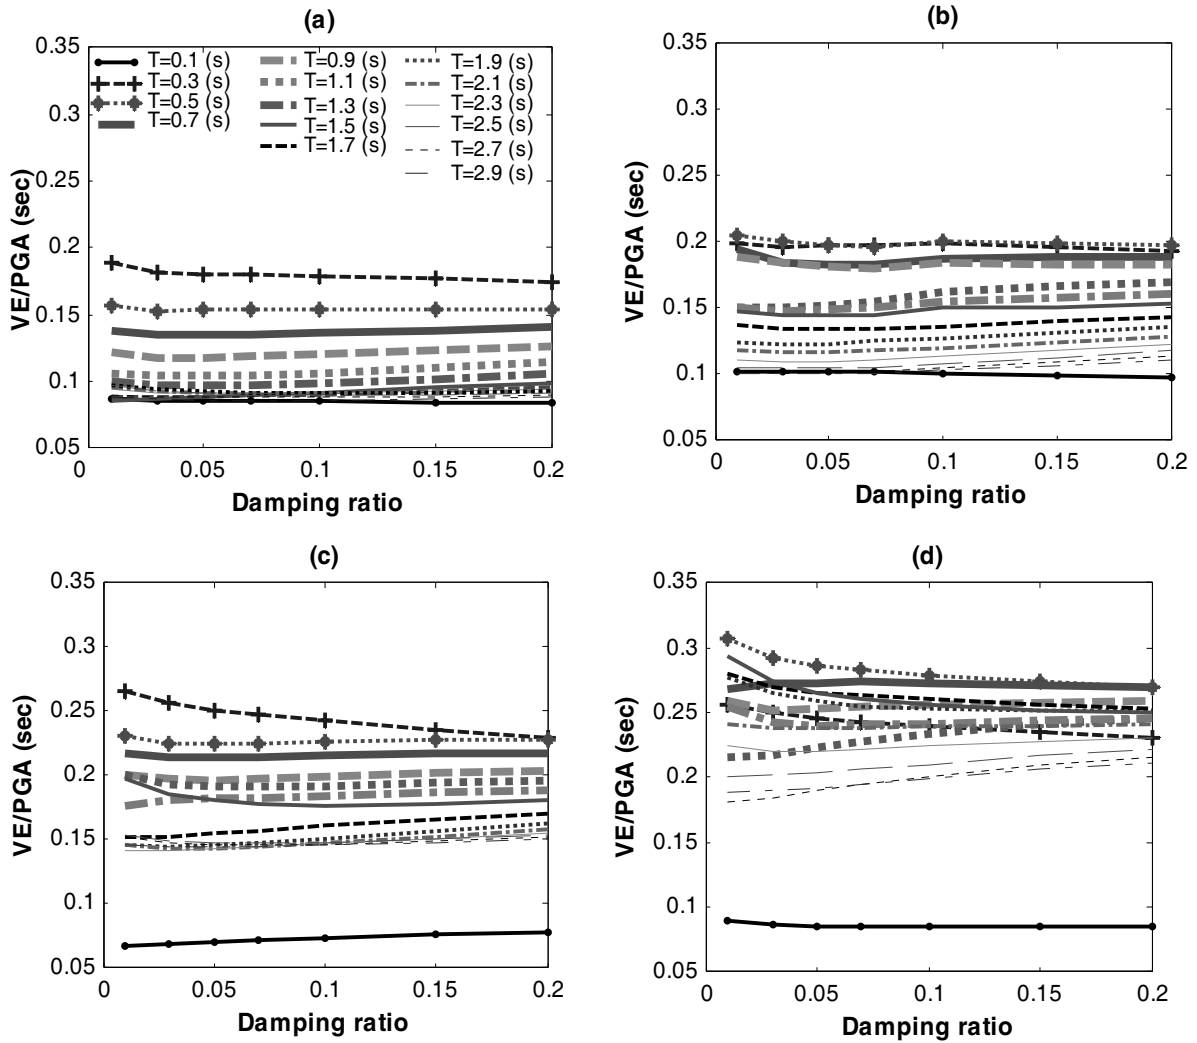 (a)
0.35
0.3
0.25
0.2
0.15
0.1
0.05
0
0.05
0.1
0.15
0.2
VE/PGA (sec)
Damping ratio
T=0.1 (s)
T=0.3 (s)
T=0.5 (s)
T=0.7 (s)
T=0.9 (s)
T=1.1 (s)
T=1.3 (s)
T=1.5 (s)
T=1.7 (s)
T=1.9 (s)
T=2.1 (s)
T=2.3 (s)
T=2.5 (s)
T=2.7 (s)
T=2.9 (s)
(b)
0.35
0.3
0.25
0.2
0.15
0.1
0.05
0
0.05
0.1
0.15
0.2
VE/PGA (sec)
Damping ratio
(c)
0.35
0.3
0.25
0.2
0.15
0.1
0.05
0
0.05
0.1
0.15
0.2
VE/PGA (sec)
Damping ratio
(d)
0.35
0.3
0.25
0.2
0.15
0.1
0.05
0
0.05
0.1
0.15
0.2
VE/PGA (sec)
Damping ratio